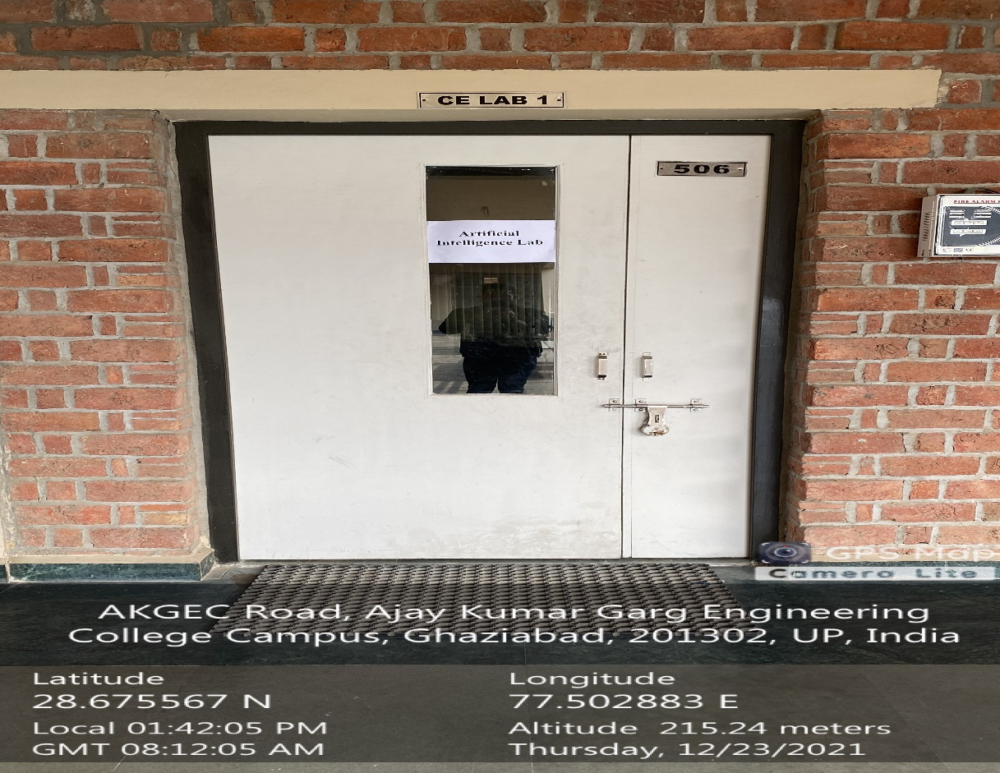 CE LAB 1
506
Artificial
Intelligence Lab
FIRE ALARM
GPS Map
Camera Lite
AKGEC Road, Ajay Kumar Garg Engineering
College Campus, Ghaziabad, 201302, UP, India
Latitude
28.675567 N
Longitude
77.502883 E
Local 01:42:05 PM
GMT 08:12:05 AM
Altitude 215.24 meters
Thursday, 12/23/2021